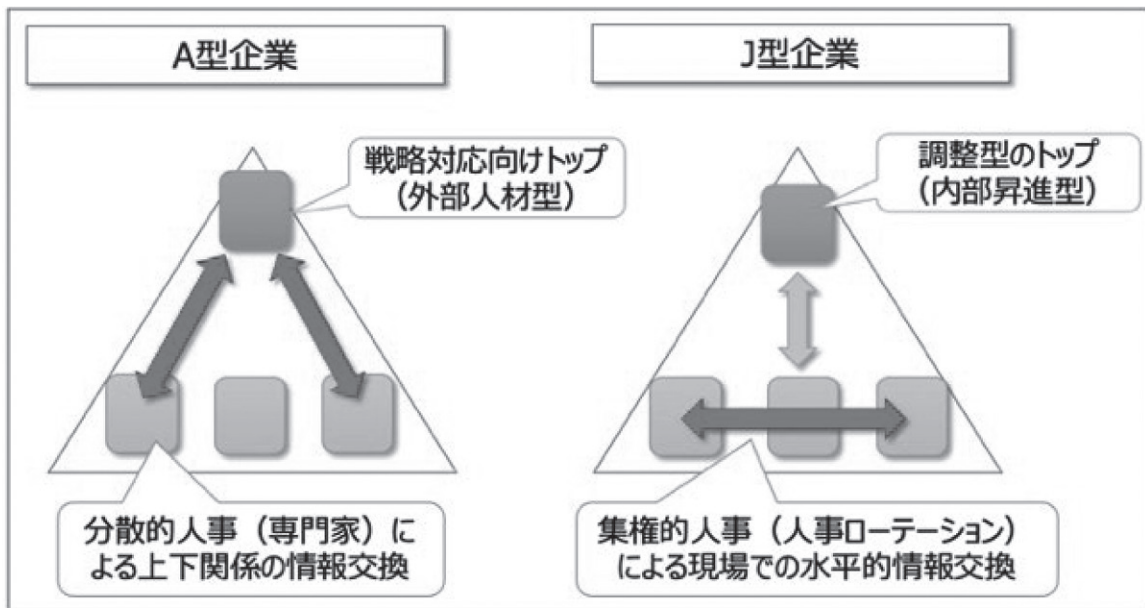 A型企業
J型企業
戦略対応向けトップ
（外部人材型）
調整型のトップ
（内部昇進型）
分散的人事（専門家）に
よる上下関係の情報交換
集権的人事（人事ローテーション）
による現場での水平的情報交換